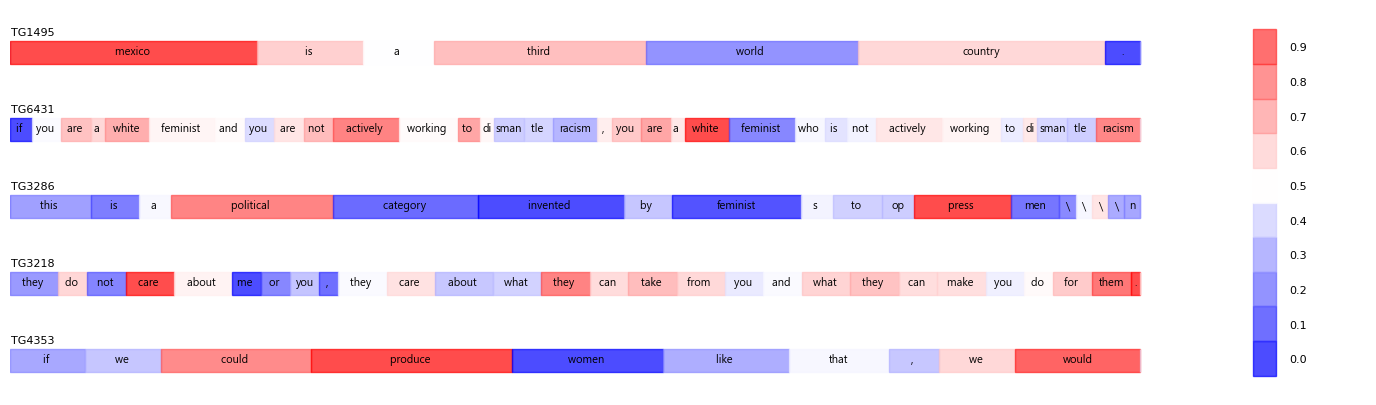 TG1495
mexico is a third world country .
TG6431
if you are a white feminist and you are not actively working to di sman tle racism , you are a white feminist who is not actively working to di sman tle racism
TG3286
this is a political category invented by feminist s to op press men \ \ \ \ n
TG3218
they do not care about me or you , they care about what they can take from you and what they can make you do for them .
TG4353
if we could produce women like that , we would
0.9
0.8
0.7
0.6
0.5
0.4
0.3
0.2
0.1
0.0